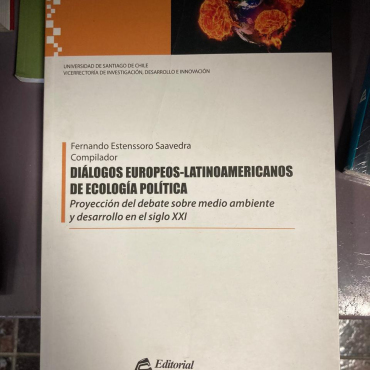 UNIVERSIDAD DE SANTIAGO DE CHILE
VICERRECTORÍA DE INVESTIGACIÓN, DESARROLLO E INNOVACIÓN
Fernando Estenssoro Saavedra
Compilador
DIÁLOGOS EUROPEOS-LATINOAMERICANOS
DE ECOLOGÍA POLÍTICA
Proyección del debate sobre medio ambiente
y desarrollo en el siglo XXI
Editorial